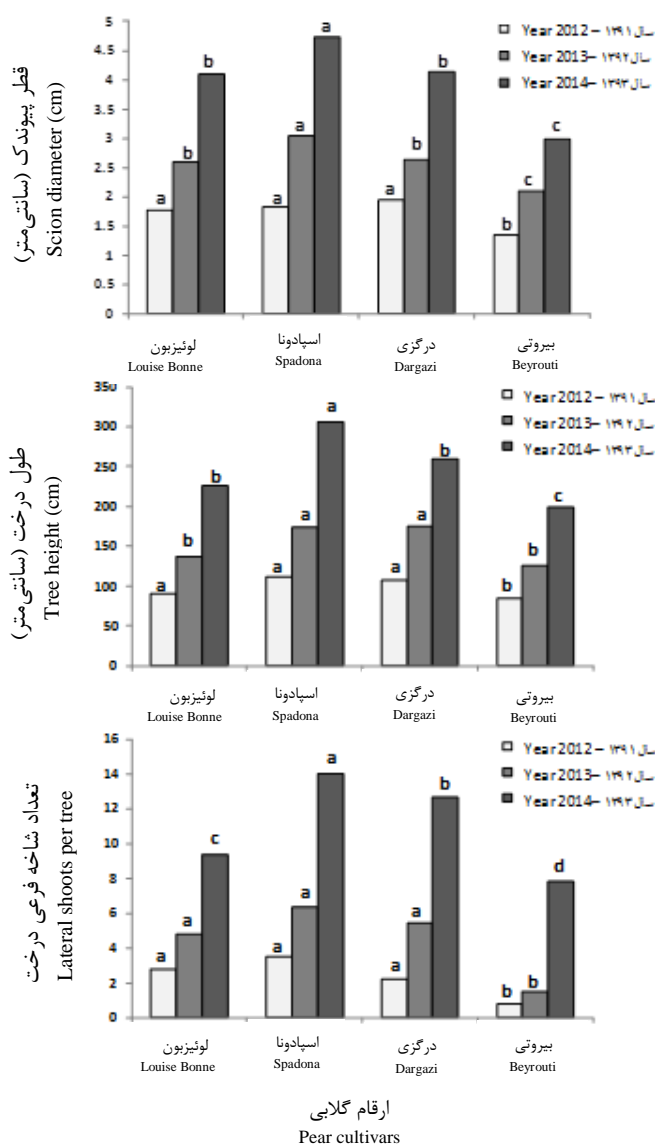 قطر پیوندک (سانتی‌متر)
Scion diameter (cm)
5
4.5
4
3.5
3
2.5
2
1.5
1
0.5
0
a b b
a a a
a b b
b c c
Year 2012 – سال ۱۳۹۱
Year 2013– سال ۱۳۹۲
Year 2014– سال ۱۳۹۳
لوئیزبون
Louise Bonne
اسپادونا
Spadona
درگزی
Dargazi
بیروتی
Beyrouti
طول درخت (سانتی‌متر)
Tree height (cm)
350
300
250
200
150
100
50
0
a b b
a a a
a a b
b b c
Year 2012 – سال ۱۳۹۱
Year 2013– سال ۱۳۹۲
Year 2014– سال ۱۳۹۳
لوئیزبون
Louise Bonne
اسپادونا
Spadona
درگزی
Dargazi
بیروتی
Beyrouti
تعداد شاخه فرعی درخت
Lateral shoots per tree
16
14
12
10
8
6
4
2
0
a a c
a a a
a a b
b b d
Year 2012 – سال ۱۳۹۱
Year 2013– سال ۱۳۹۲
Year 2014– سال ۱۳۹۳
لوئیزبون
Louise Bonne
اسپادونا
Spadona
درگزی
Dargazi
بیروتی
Beyrouti
ارقام گلابی
Pear cultivars